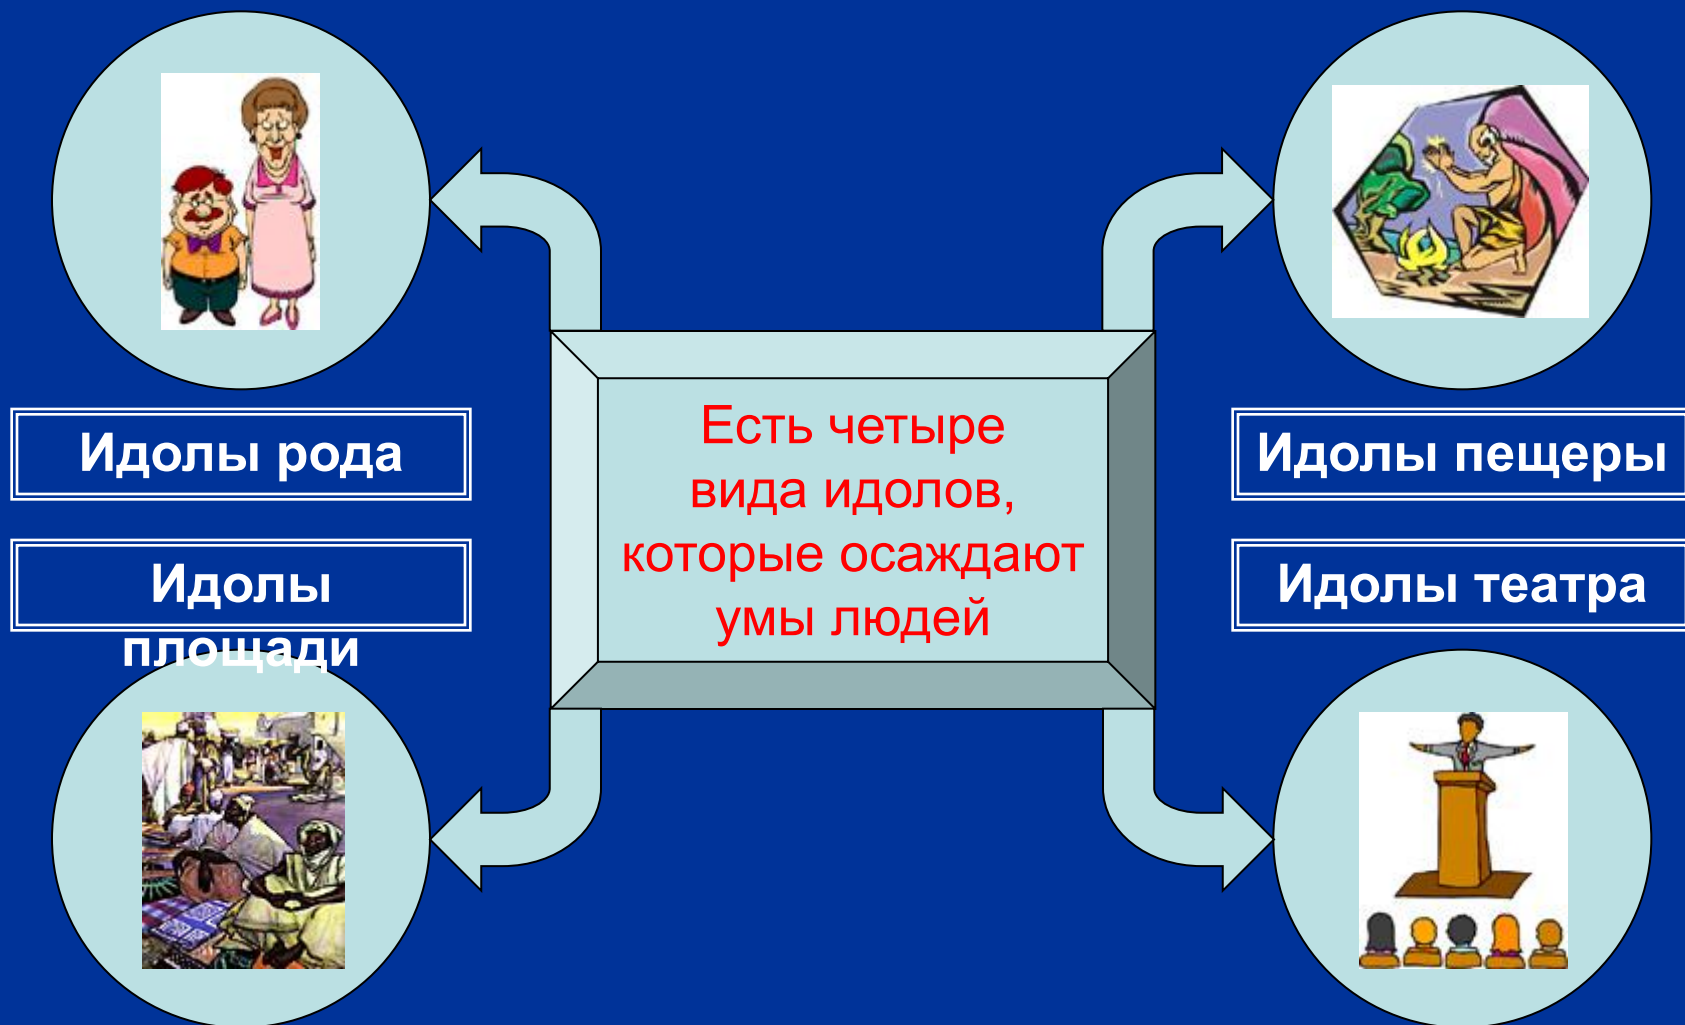 Идолы рода
Идолы
площади
Есть четыре
вида идолов,
которые осаждают
умы людей
Идолы пещеры
Идолы театра